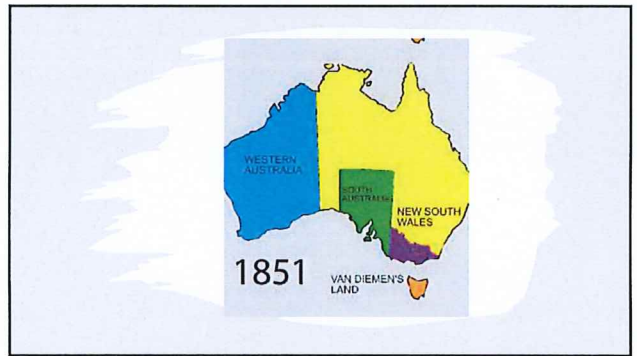 WESTERN
AUSTRALIA
SOUTH
AUSTRALIA
NEW SOUTH
WALES
1851
VAN DIEMEN'S
LAND